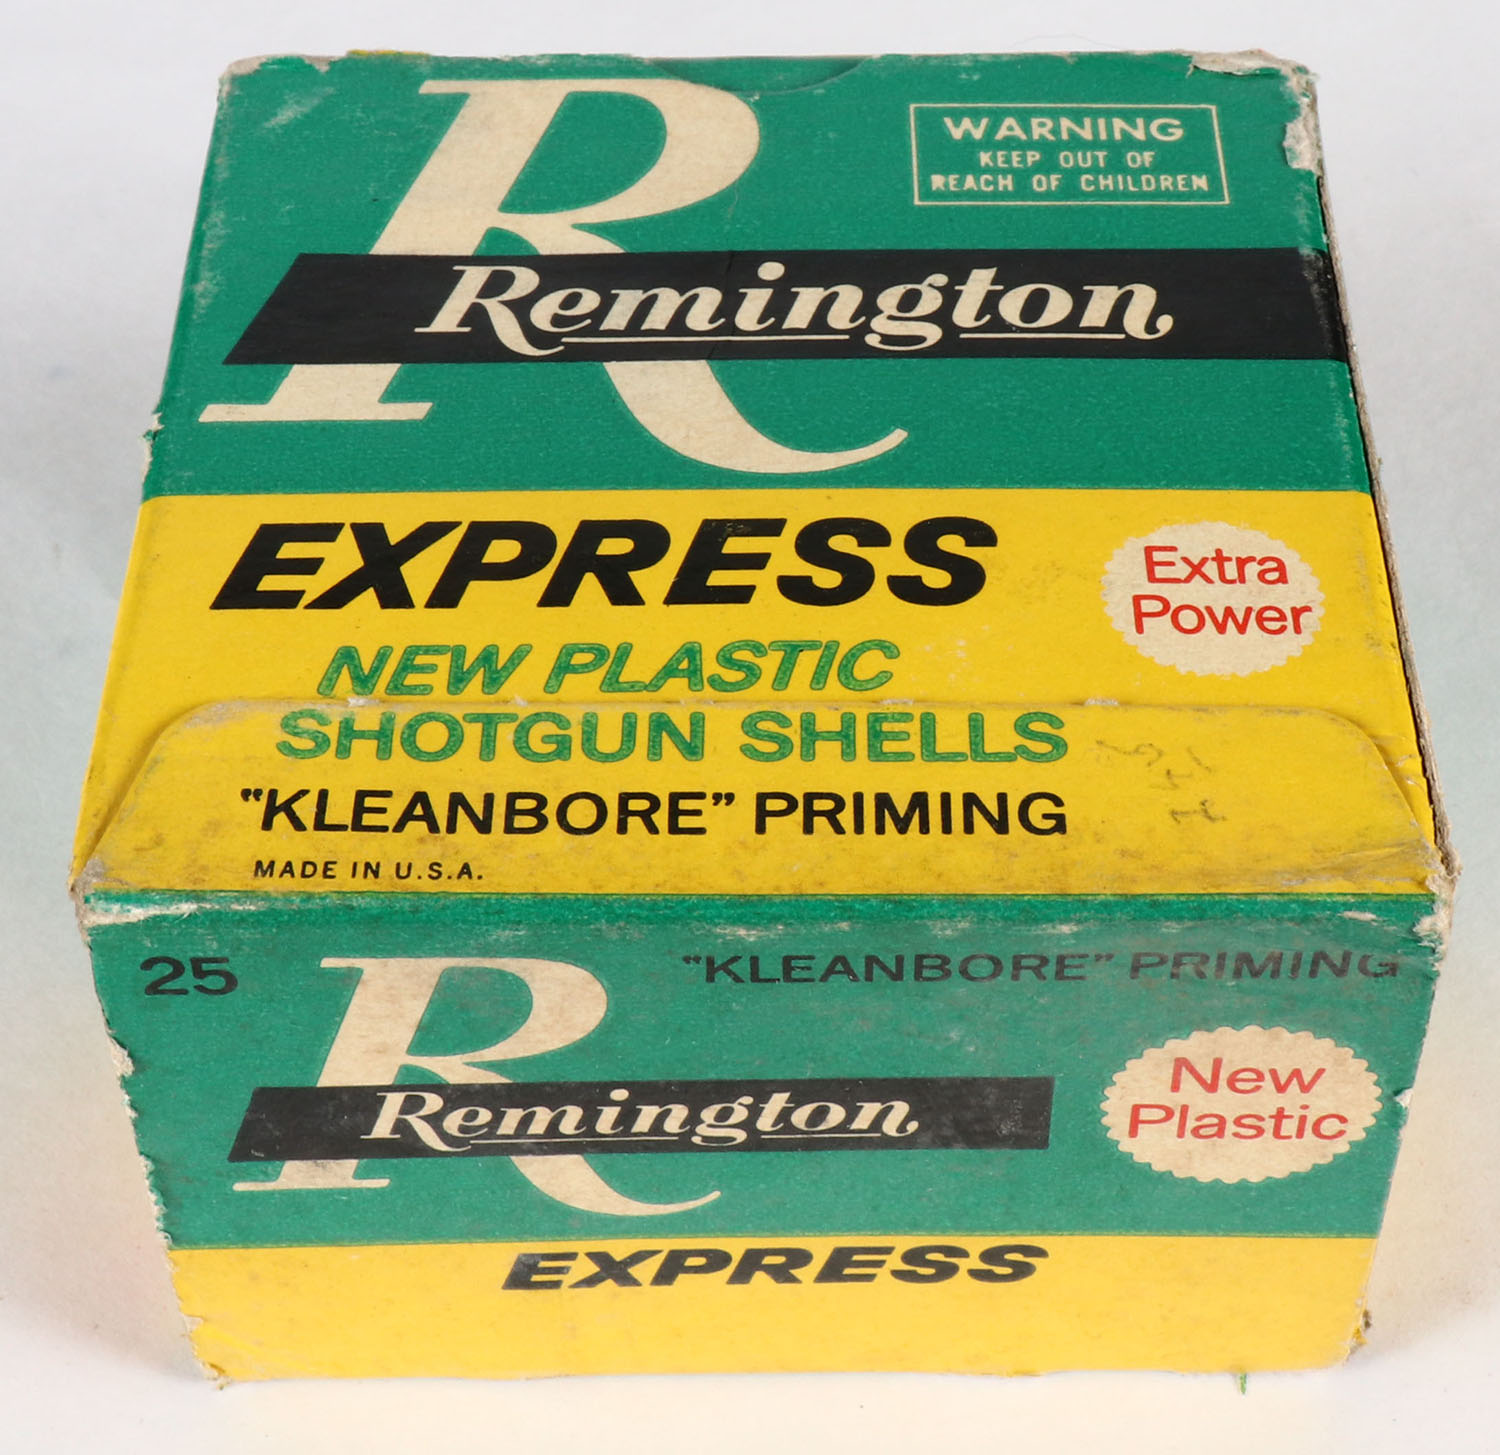 R
WARNING
KEEP OUT OF
REACH OF CHILDREN
Remington
EXPRESS
Extra
Power
NEW PLASTIC
SHOTGUN SHELLS
"KLEANBORE" PRIMING
MADE IN U.S.A.
25
R
"KLEANBORE" PRIMING
Remington
New
Plastic
EXPRESS